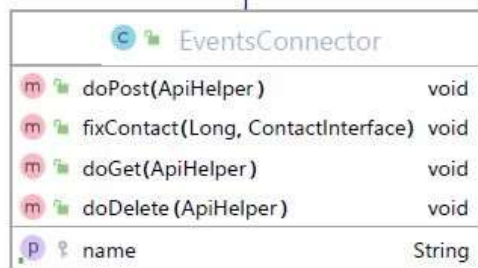 C EventsConnector
m doPost(ApiHelper) void
m fixContact(Long, ContactInterface) void
m doGet(ApiHelper) void
m doDelete(ApiHelper) void
p name String